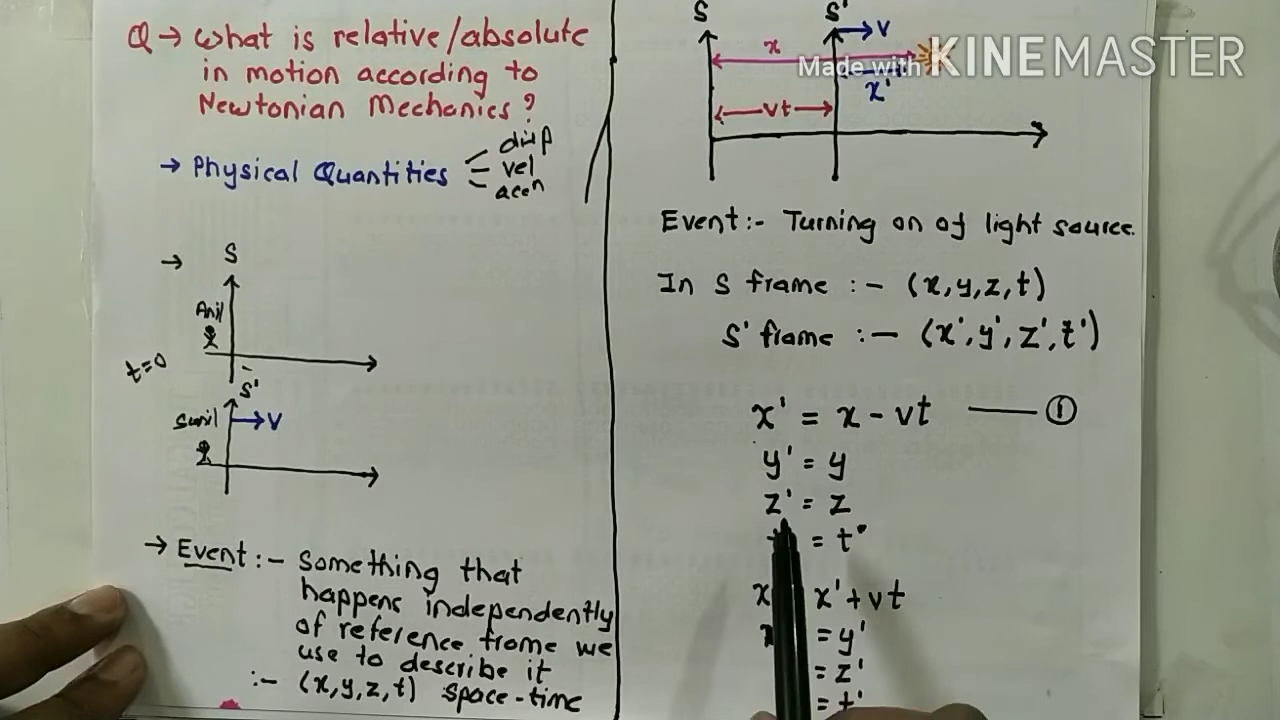 Q → What is relative/absolute
in motion according to
Newtonian Mechanics?
→ Physical Quantities
disp
vel
accn
→ S
Anil
t=0
S'
Sunil
V
→ Event :- Something that
happens independently
of reference frame we
use to describe it
:- (x,y,z,t) space-time
S S'
V
x
Made with KINEMASTER
x'
vt
Event :- Turning on of light source.
In S frame :- (x,y,z,t)
S' frame :- (x',y',z',t')
x' = x - vt —— ①
y' = y
z' = z
= t
x x'+vt
= y'
= z'
= t'